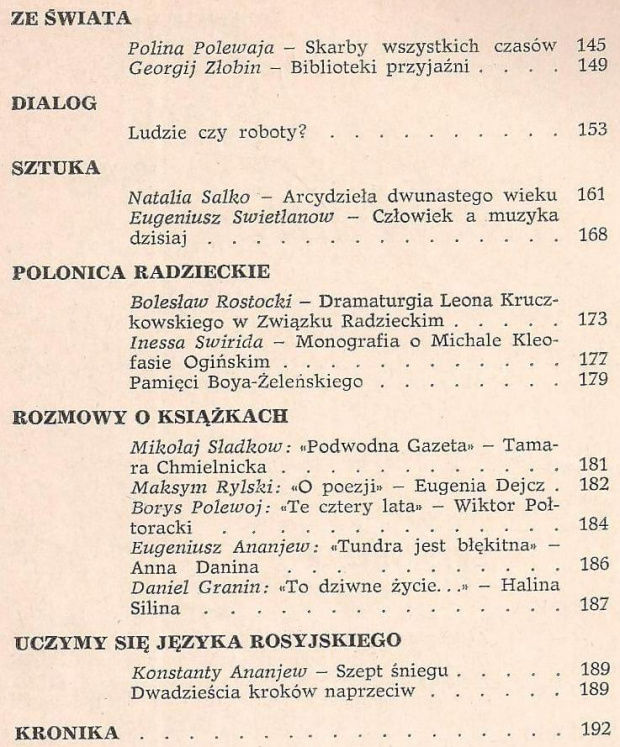 ZE ŚWIATA
Polina Polewaja – Skarby wszystkich czasów 145
Georgij Złobin – Biblioteki przyjaźni . . . . 149
DIALOG
Ludzie czy roboty? . . . . . . . . . . . 153
SZTUKA
Natalia Salko – Arcydzieła dwunastego wieku 161
Eugeniusz Swietlanow – Człowiek a muzyka
dzisiaj . . . . . . . . . . . . . . . . 168
POLONICA RADZIECKIE
Bolesław Rostocki – Dramaturgia Leona Krucz-
kowskiego w Związku Radzieckim . . . . . 173
Inessa Swirida – Monografia o Michale Kleo-
fasie Ogińskim . . . . . . . . . . . . . 177
Pamięci Boya-Żeleńskiego . . . . . . . . 179
ROZMOWY O KSIĄŻKACH
Mikołaj Sładkow: «Podwodna Gazeta» – Tama-
ra Chmielnicka . . . . . . . . . . . . . 181
Maksym Rylski: «O poezji» – Eugenia Dejcz . 182
Borys Polewoj: «Te cztery lata» – Wiktor Poł-
toracki . . . . . . . . . . . . . . . 184
Eugeniusz Ananjew: «Tundra jest błękitna» –
Anna Danina . . . . . . . . . . . . . 186
Daniel Granin: «To dziwne życie...» – Halina
Silina . . . . . . . . . . . . . . . . 187
UCZYMY SIĘ JĘZYKA ROSYJSKIEGO
Konstanty Ananjew – Szept śniegu . . . . . 189
Dwadzieścia kroków naprzeciw . . . . . . 189
KRONIKA . . . . . . . . . . . . . . . . . 192